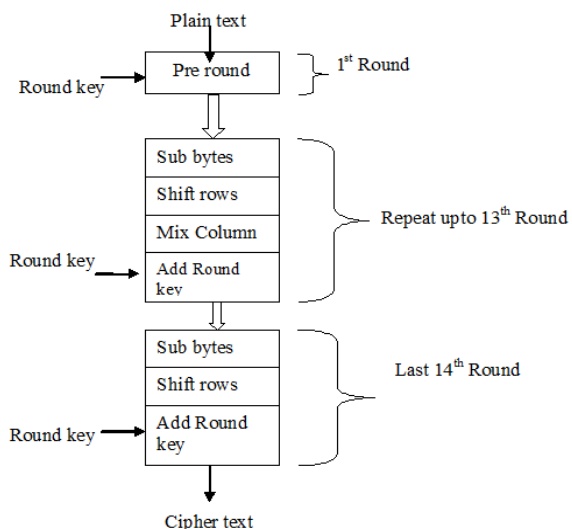 Plain text
Pre round
1st Round
Round key
Sub bytes
Shift rows
Mix Column
Repeat upto 13th Round
Round key
Add Round
key
Sub bytes
Shift rows
Last 14th Round
Round key
Add Round
key
Cipher text